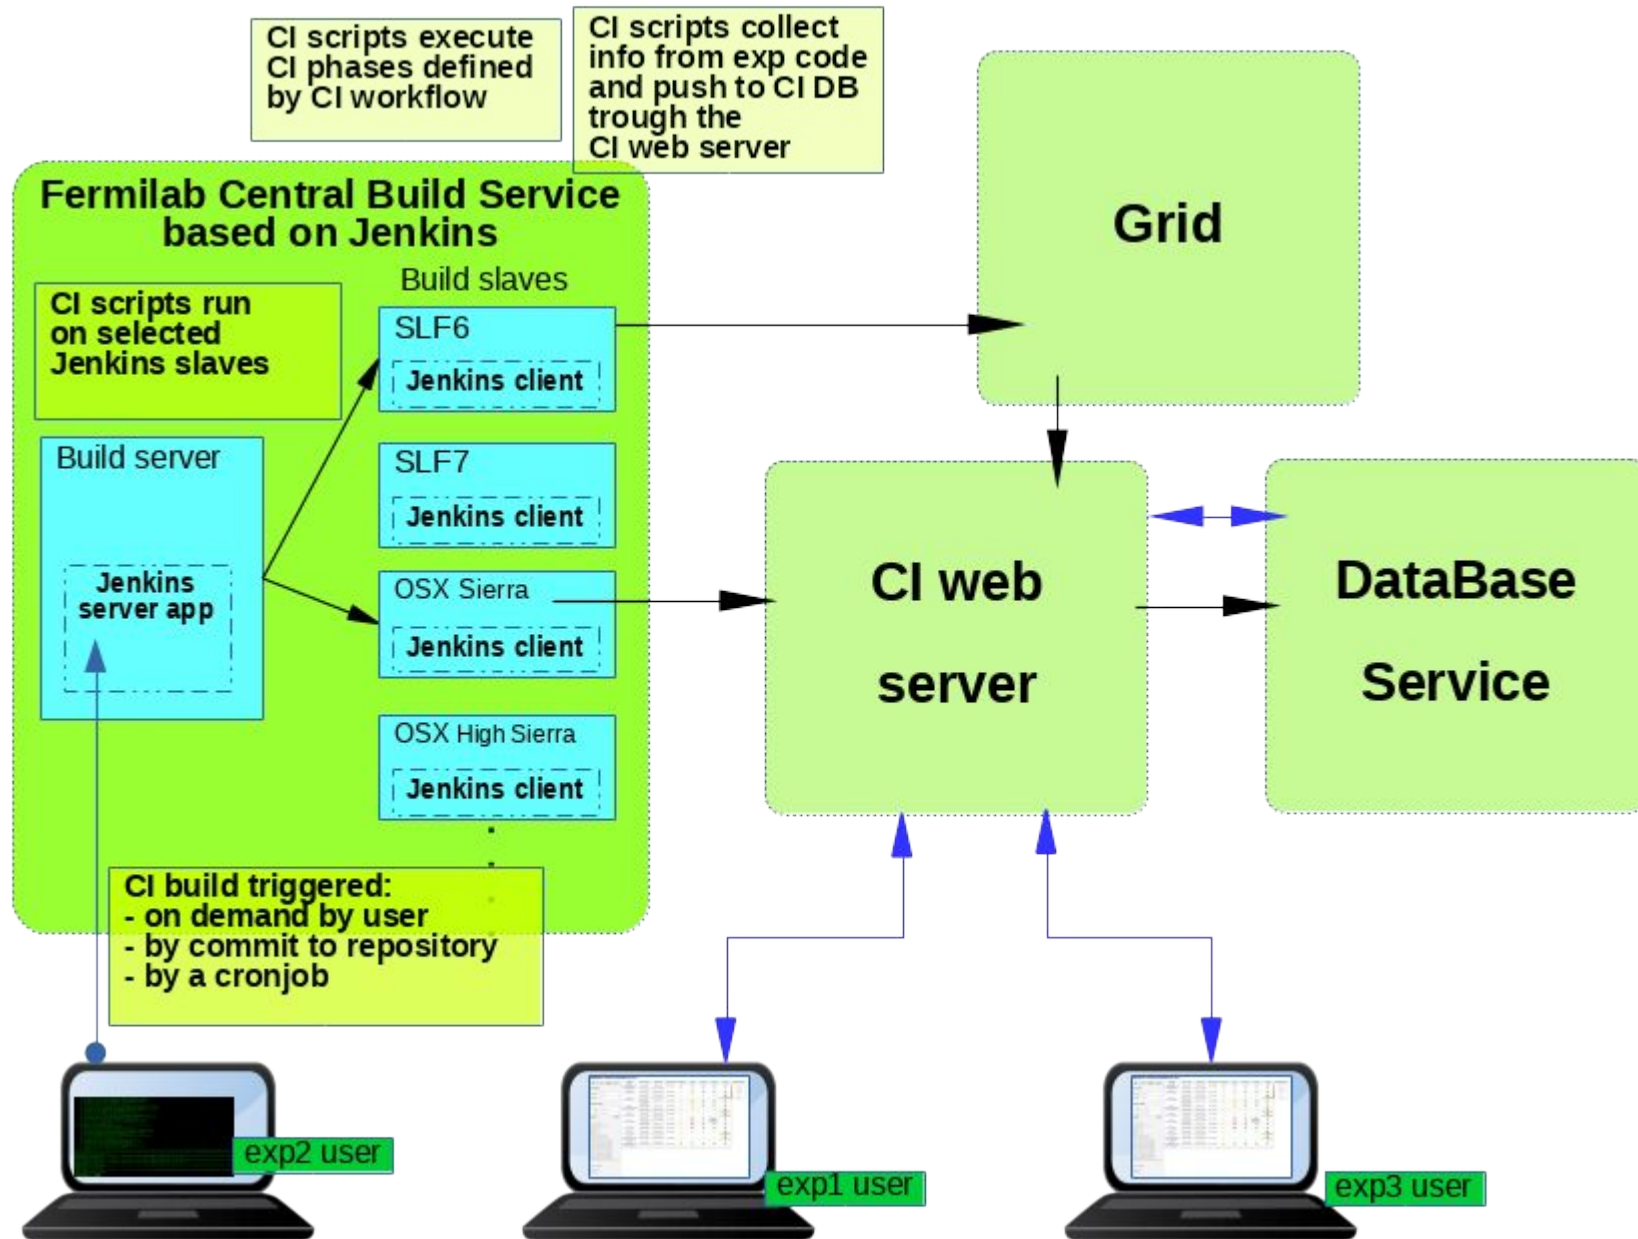 CI scripts execute
CI phases defined
by CI workflow
CI scripts collect
info from exp code
and push to CI DB
trough the
CI web server
Fermilab Central Build Service
based on Jenkins
Build slaves
CI scripts run
on selected
Jenkins slaves
SLF6
Jenkins client
Build server
Jenkins
server app
SLF7
Jenkins client
OSX Sierra
Jenkins client
OSX High Sierra
Jenkins client
CI build triggered:
- on demand by user
- by commit to repository
- by a cronjob
Grid
CI web
server
DataBase
Service
exp2 user
exp1 user
exp3 user